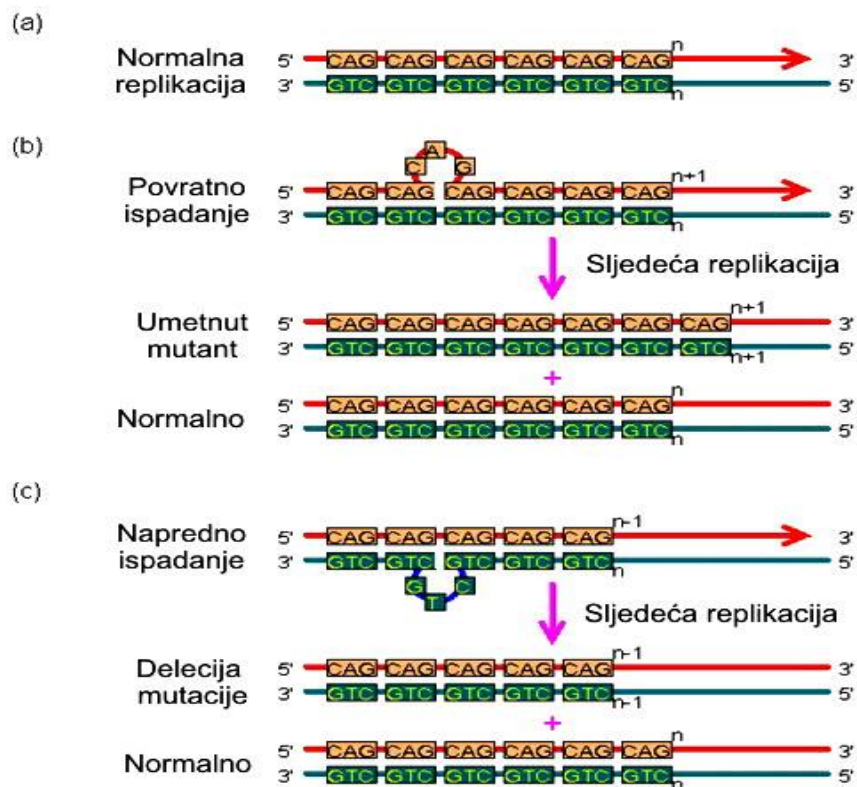 (a)
Normalna replikacija
5' CAG CAG CAG CAG CAG CAG n 3'
3' GTC GTC GTC GTC GTC GTC n 5'
(b)
C A G
Povratno ispadanje
5' CAG CAG CAG CAG CAG CAG n+1 3'
3' GTC GTC GTC GTC GTC GTC n 5'
Sljedeća replikacija
Umetnut mutant
5' CAG CAG CAG CAG CAG CAG CAG n+1 3'
3' GTC GTC GTC GTC GTC GTC GTC n+1 5'
+
Normalno
5' CAG CAG CAG CAG CAG CAG n 3'
3' GTC GTC GTC GTC GTC GTC n 5'
(c)
Napredno ispadanje
5' CAG CAG CAG CAG CAG n-1 3'
3' GTC GTC GTC GTC GTC n 5'
G T C
Sljedeća replikacija
Delecija mutacije
5' CAG CAG CAG CAG CAG n-1 3'
3' GTC GTC GTC GTC GTC n-1 5'
+
Normalno
5' CAG CAG CAG CAG CAG CAG n 3'
3' GTC GTC GTC GTC GTC GTC n 5'